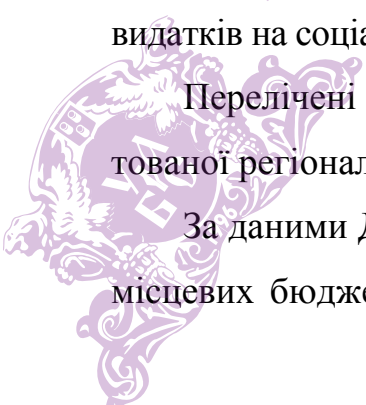 видатків на соціа
Перелічені
тованої регіонал
За даними Д
місцевих бюдже